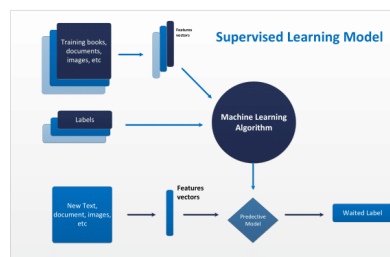 Supervised Learning Model
Training books,
documents,
images, etc
Features
vectors
Labels
Machine Learning
Algorithm
New Text,
document, images,
etc
Features
vectors
Predective
Model
Waited Label